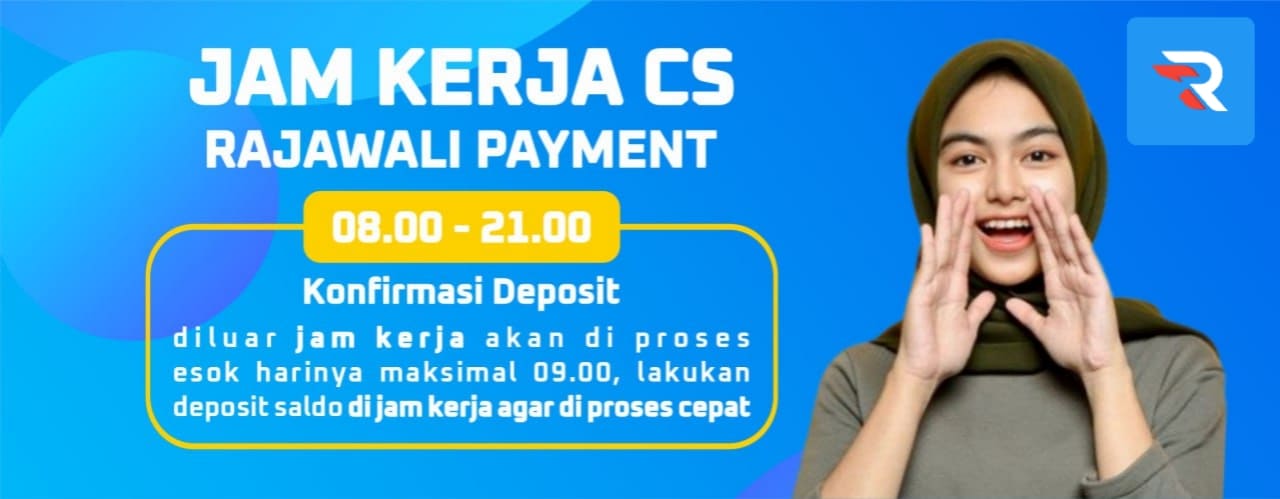 JAM KERJA CS
RAJAWALI PAYMENT
08.00 - 21.00
Konfirmasi Deposit
diluar jam kerja akan di proses
esok harinya maksimal 09.00, lakukan
deposit saldo di jam kerja agar di proses cepat